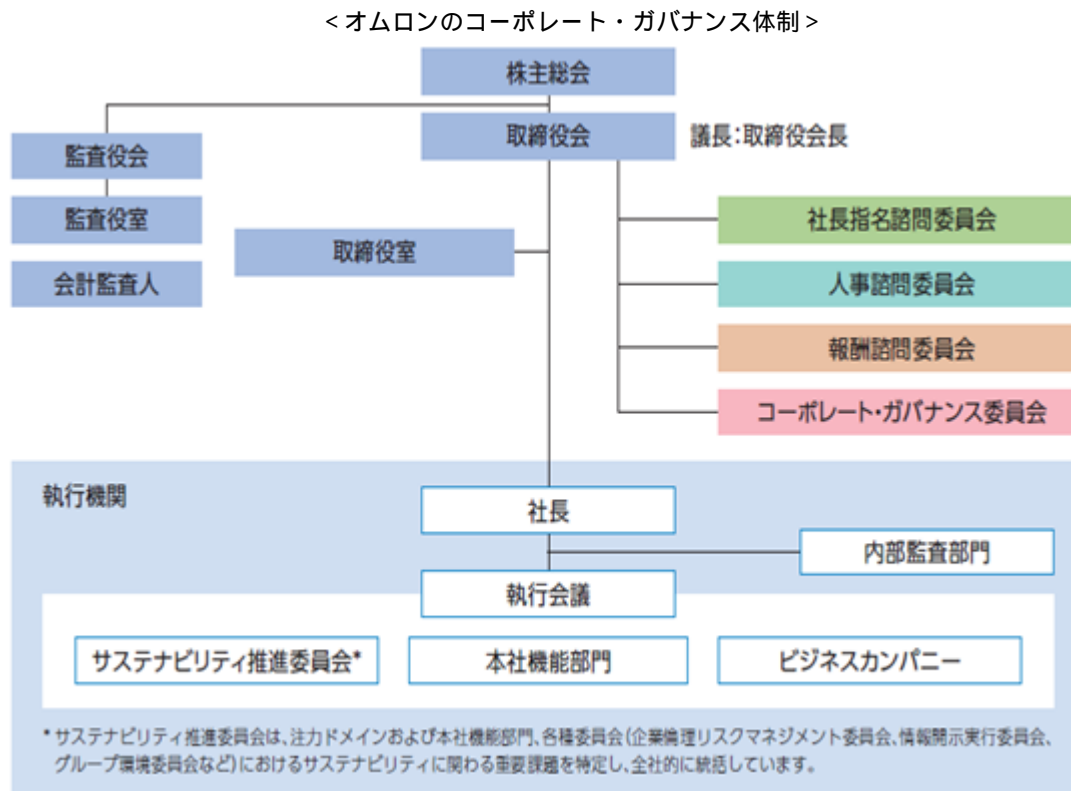 <オムロンのコーポレート・ガバナンス体制>
株主総会
取締役会
議長:取締役会長
監査役会
監査役室
会計監査人
取締役室
社長指名諮問委員会
人事諮問委員会
報酬諮問委員会
コーポレート・ガバナンス委員会
執行機関
社長
内部監査部門
執行会議
サステナビリティ推進委員会*
本社機能部門
ビジネスカンパニー
* サステナビリティ推進委員会は、注力ドメインおよび本社機能部門、各種委員会(企業倫理リスクマネジメント委員会、情報開示実行委員会、
グループ環境委員会など)におけるサステナビリティに関わる重要課題を特定し、全社的に統括しています。